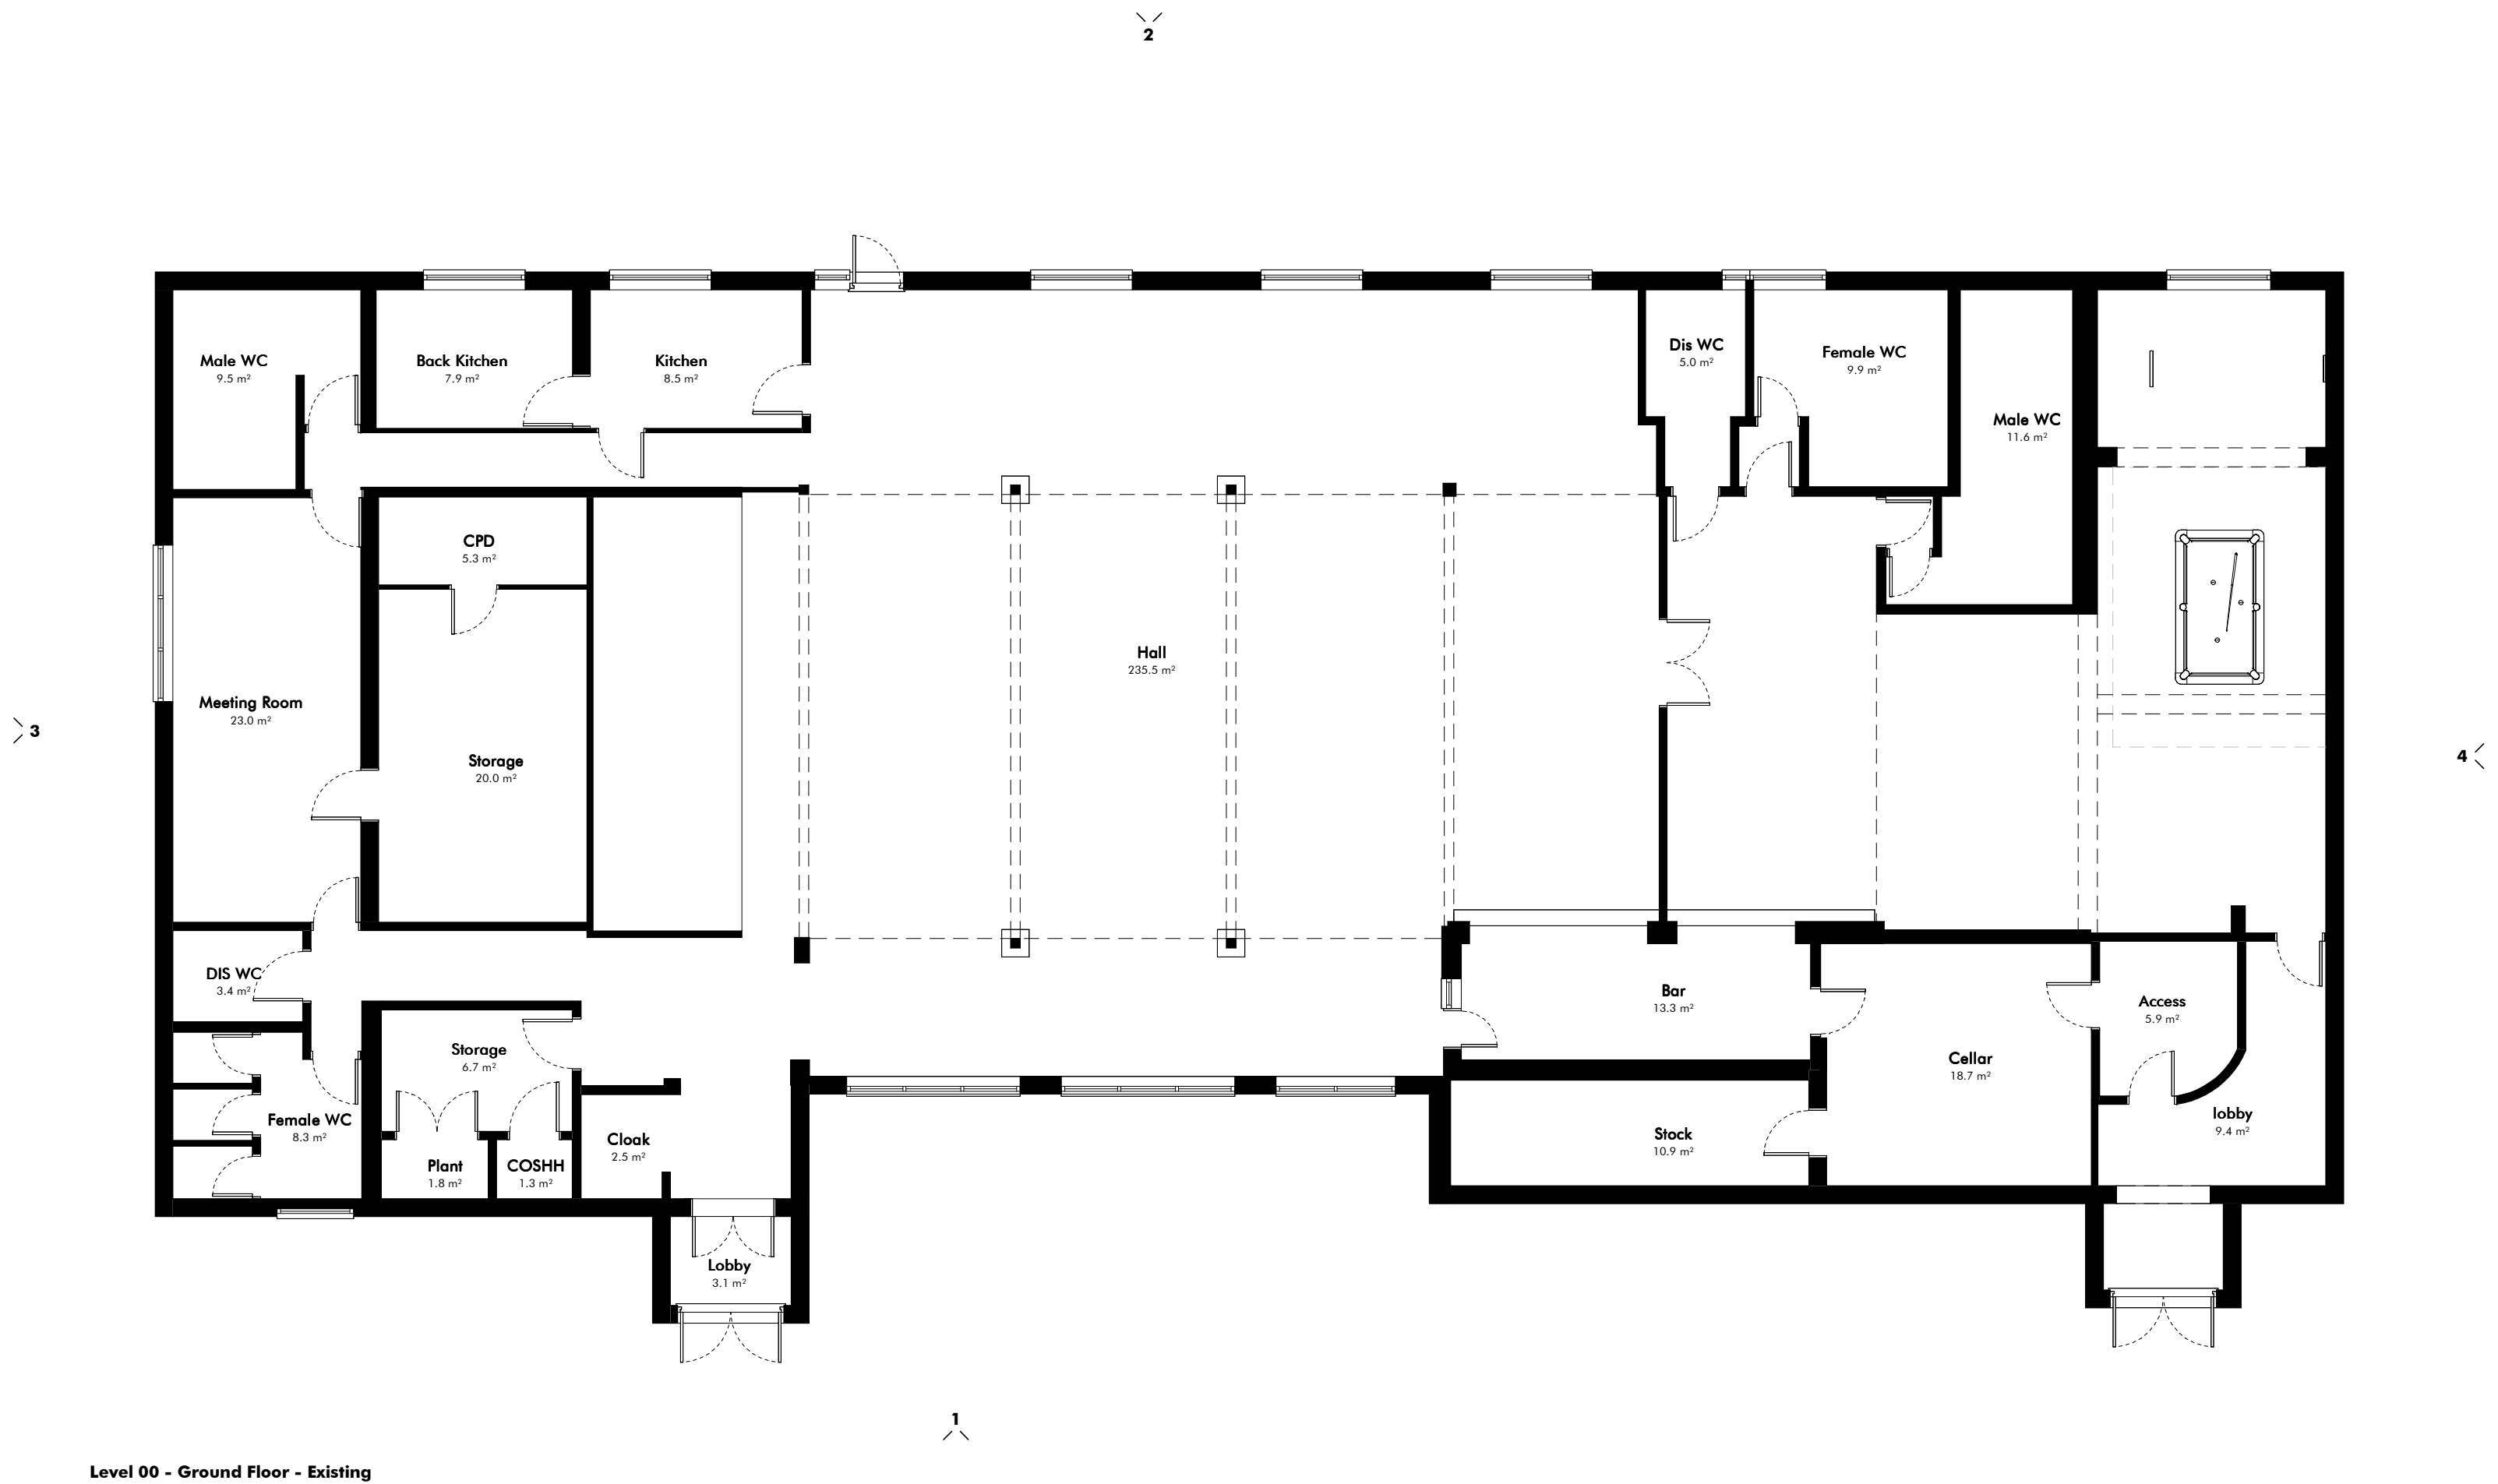 2
Male WC
9.5 m²
Back Kitchen
7.9 m²
Kitchen
8.5 m²
Dis WC
5.0 m²
Female WC
9.9 m²
Male WC
11.6 m²
CPD
5.3 m²
Hall
235.5 m²
Meeting Room
23.0 m²
3
Storage
20.0 m²
4
DIS WC
3.4 m²
Bar
13.3 m²
Access
5.9 m²
Storage
6.7 m²
Cellar
18.7 m²
Female WC
8.3 m²
lobby
9.4 m²
Cloak
2.5 m²
Stock
10.9 m²
Plant
1.8 m²
COSHH
1.3 m²
Lobby
3.1 m²
1
Level 00 - Ground Floor - Existing